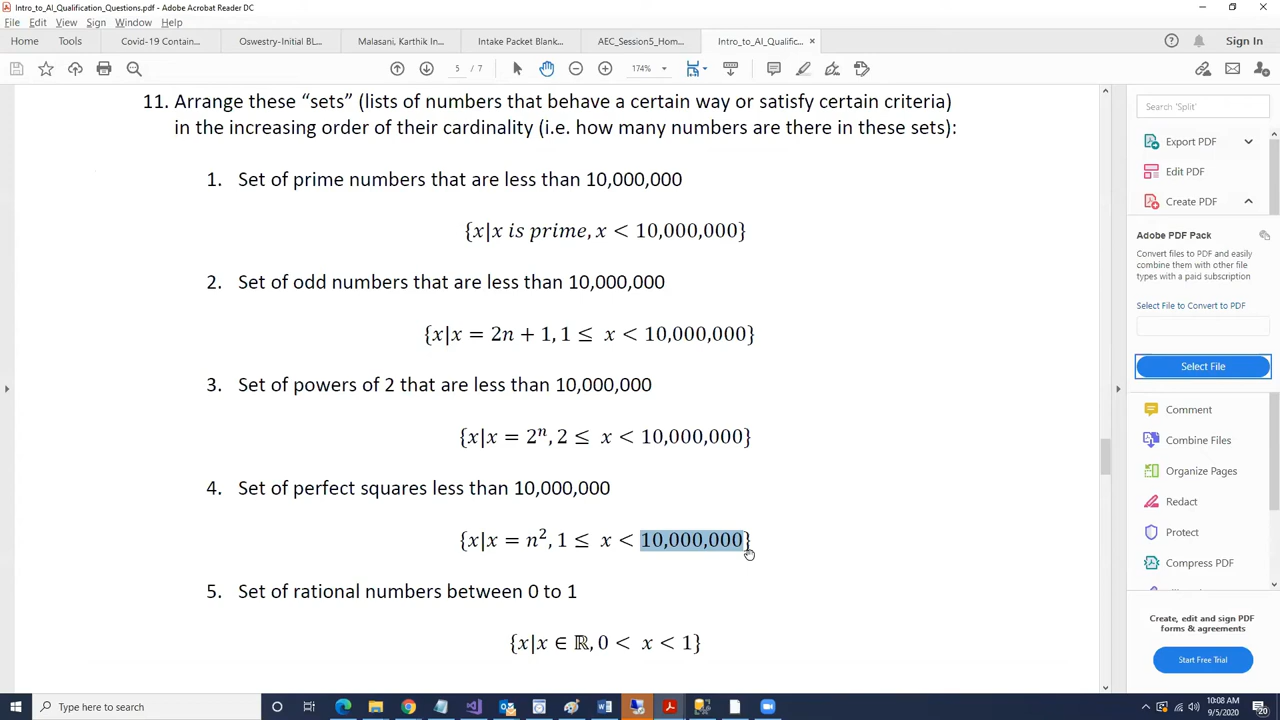 Intro_to_AI_Qualification_Questions.pdf - Adobe Acrobat Reader DC
File Edit View Sign Window Help
Home Tools Covid-19 Contain... Oswestry-Initial BL... Malasani, Karthik In... Intake Packet Blank... AEC_Session5_Hom... Intro_to_AI_Qualific... × Sign In
5 / 7 174%
11. Arrange these “sets” (lists of numbers that behave a certain way or satisfy certain criteria)
in the increasing order of their cardinality (i.e. how many numbers are there in these sets):
1. Set of prime numbers that are less than 10,000,000
{x|x is prime, x < 10,000,000}
2. Set of odd numbers that are less than 10,000,000
{x|x = 2n + 1, 1 ≤ x < 10,000,000}
3. Set of powers of 2 that are less than 10,000,000
{x|x = 2ⁿ, 2 ≤ x < 10,000,000}
4. Set of perfect squares less than 10,000,000
{x|x = n², 1 ≤ x < 10,000,000}
5. Set of rational numbers between 0 to 1
{x|x ∈ ℝ, 0 < x < 1}
Search 'Split'
Export PDF
Edit PDF
Create PDF
Adobe PDF Pack
Convert files to PDF and easily
combine them with other file
types with a paid subscription
Select File to Convert to PDF
Select File
Comment
Combine Files
Organize Pages
Redact
Protect
Compress PDF
Create, edit and sign PDF
forms & agreements
Start Free Trial
Type here to search
10:08 AM
9/5/2020
20